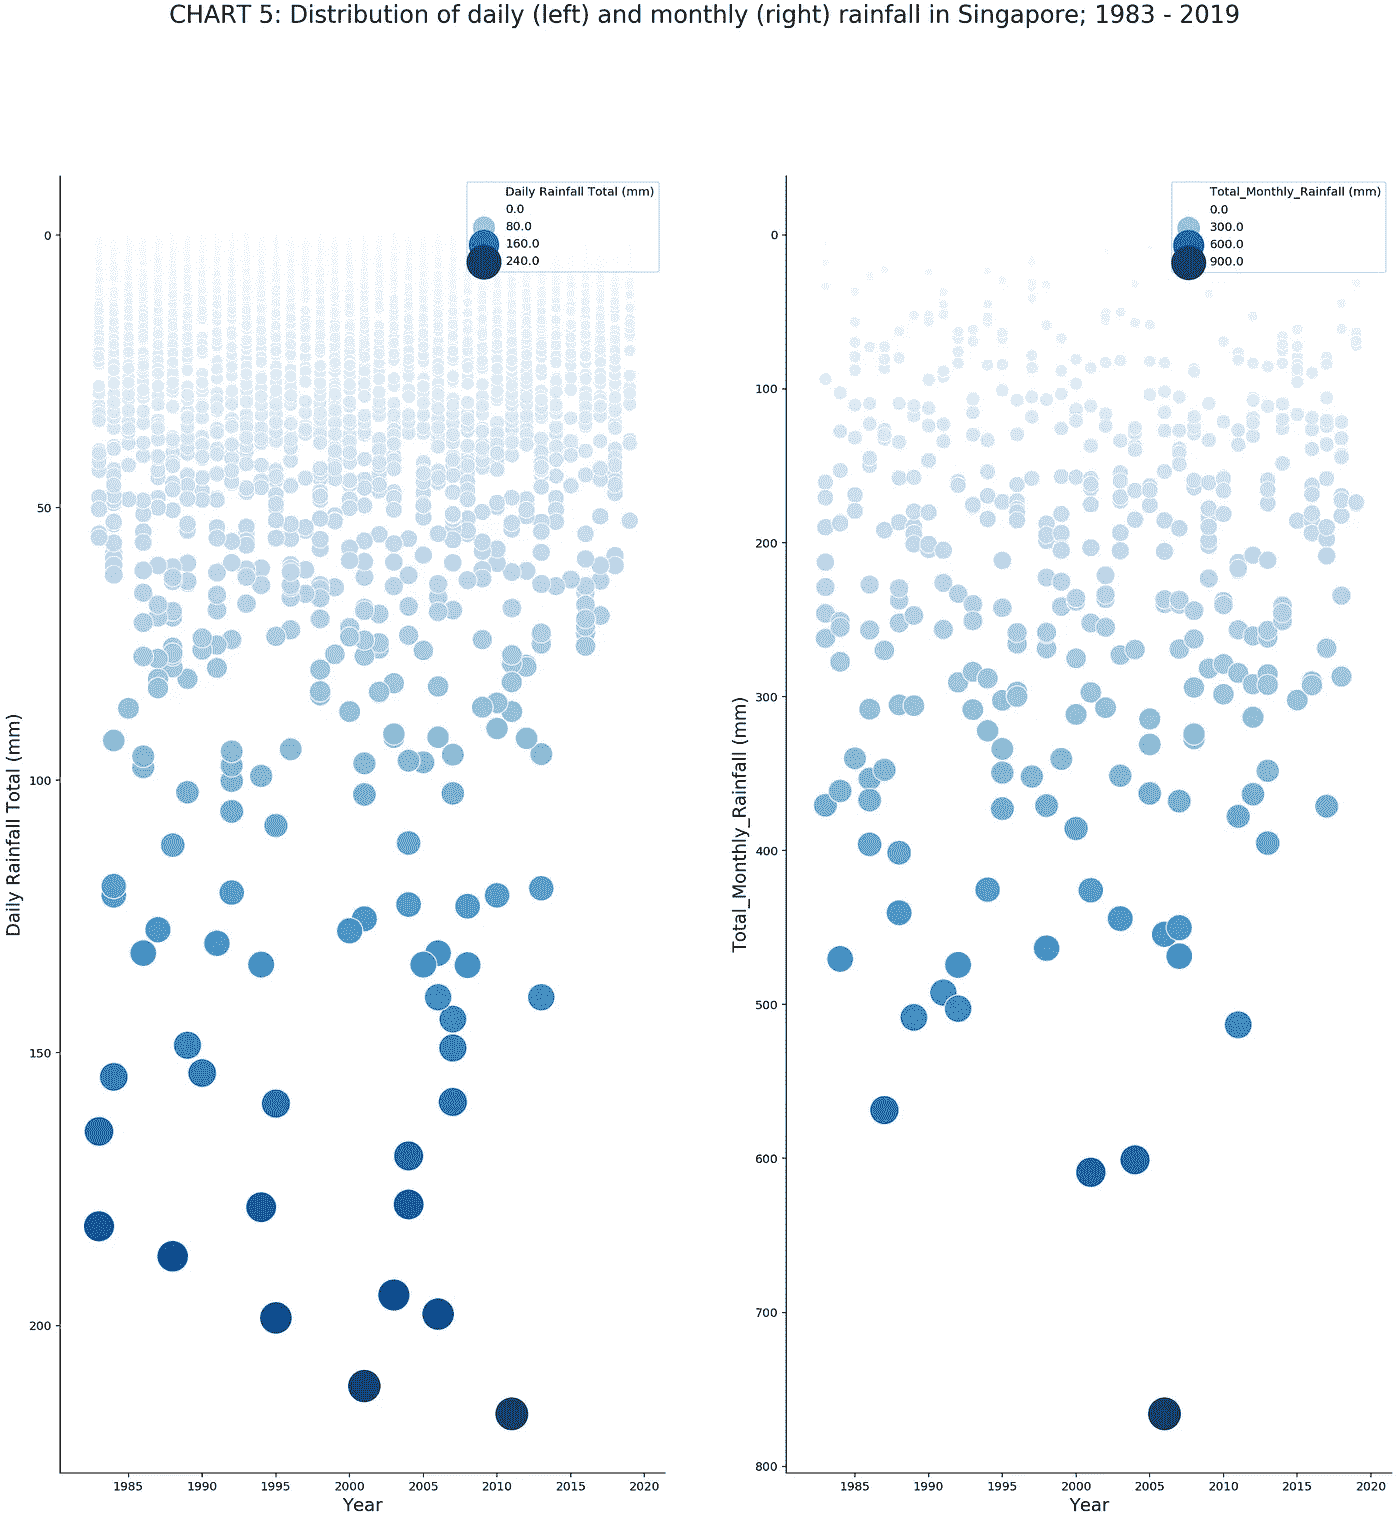 CHART 5: Distribution of daily (left) and monthly (right) rainfall in Singapore; 1983 - 2019
Daily Rainfall Total (mm)
0.0
80.0
160.0
240.0
0
50
100
150
200
Daily Rainfall Total (mm)
1985 1990 1995 2000 2005 2010 2015 2020
Year
Total_Monthly_Rainfall (mm)
0.0
300.0
600.0
900.0
0
100
200
300
400
500
600
700
800
Total_Monthly_Rainfall (mm)
1985 1990 1995 2000 2005 2010 2015 2020
Year